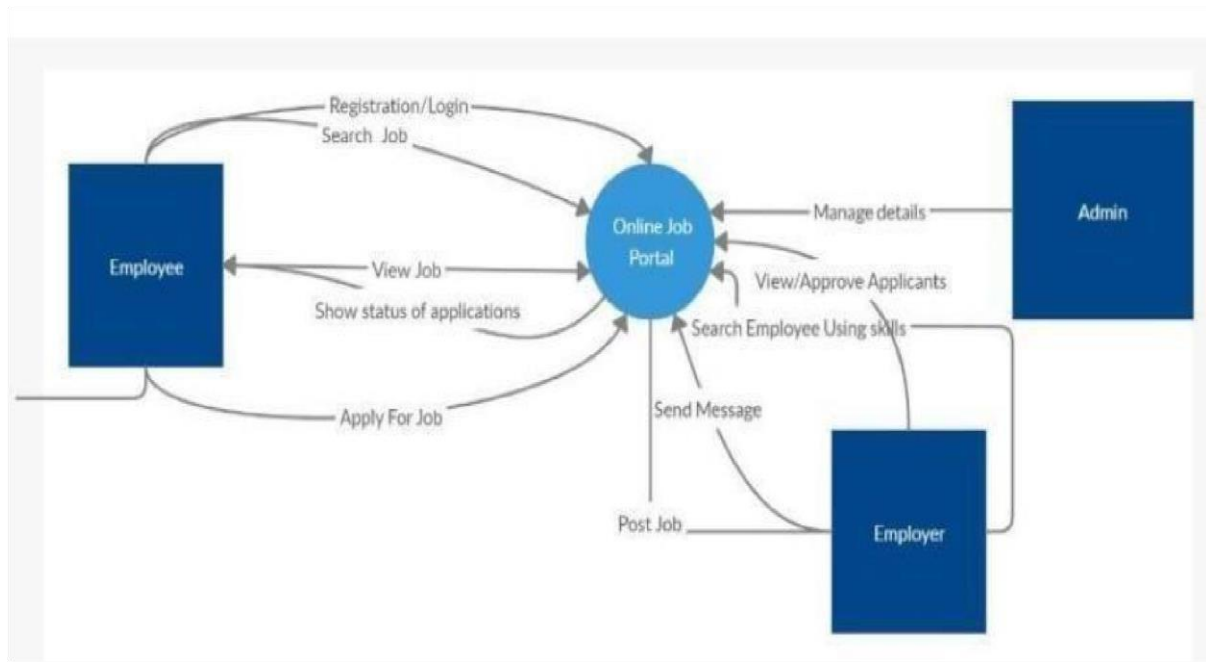 Registration/Login
Search Job
Employee
View Job
Show status of applications
Apply For Job
Online Job
Portal
Manage details
Admin
View/Approve Applicants
Search Employee Using skills
Send Message
Post Job
Employer